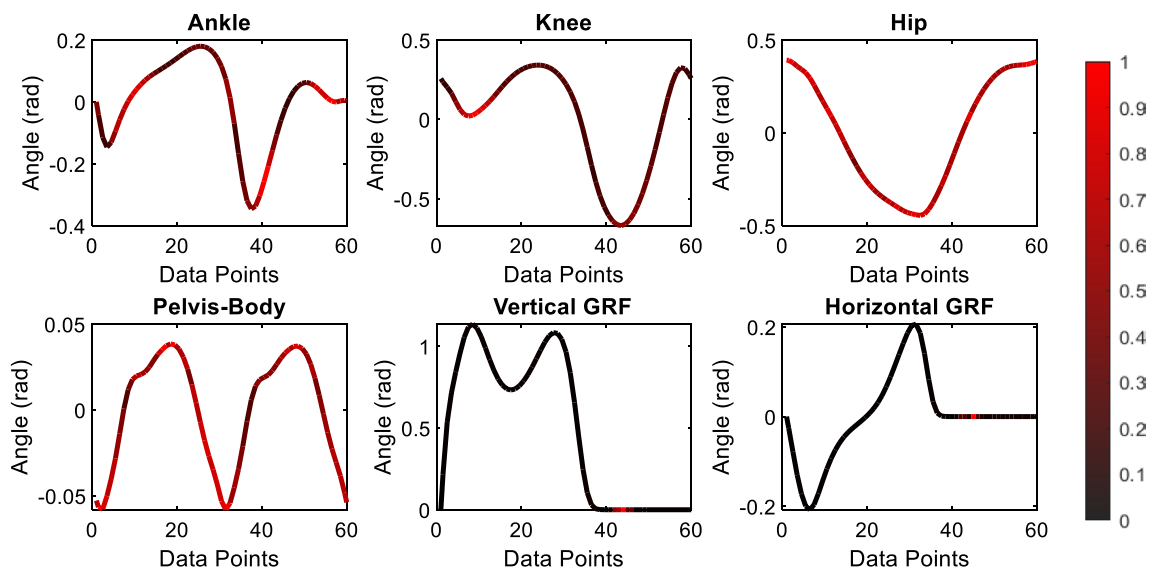 Ankle
0.2
0
-0.2
-0.4
Angle (rad)
0 20 40 60
Data Points
Knee
0.5
0
-0.5
Angle (rad)
0 20 40 60
Data Points
Hip
0.5
0
-0.5
Angle (rad)
0 20 40 60
Data Points
Pelvis-Body
0.05
0
-0.05
Angle (rad)
0 20 40 60
Data Points
Vertical GRF
1
0.5
0
Angle (rad)
0 20 40 60
Data Points
Horizontal GRF
0.2
0
-0.2
Angle (rad)
0 20 40 60
Data Points
1
0.9
0.8
0.7
0.6
0.5
0.4
0.3
0.2
0.1
0